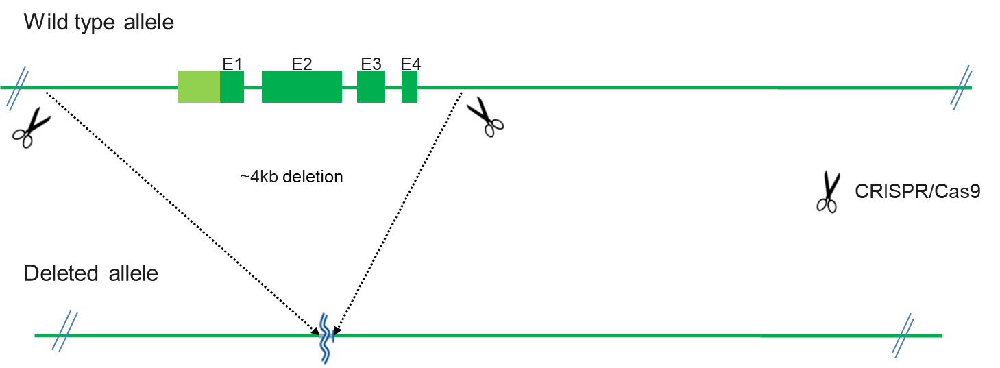 Wild type allele
E1 E2 E3 E4
~4kb deletion
CRISPR/Cas9
Deleted allele